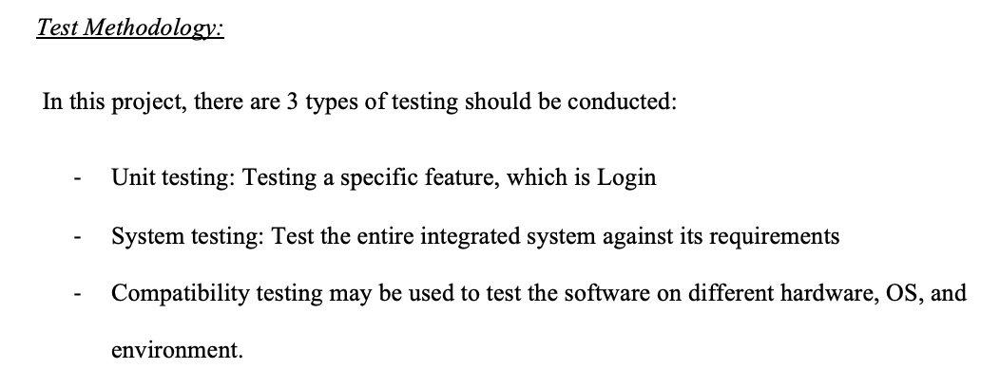 Test Methodology:
In this project, there are 3 types of testing should be conducted:
- Unit testing: Testing a specific feature, which is Login
- System testing: Test the entire integrated system against its requirements
- Compatibility testing may be used to test the software on different hardware, OS, and
environment.